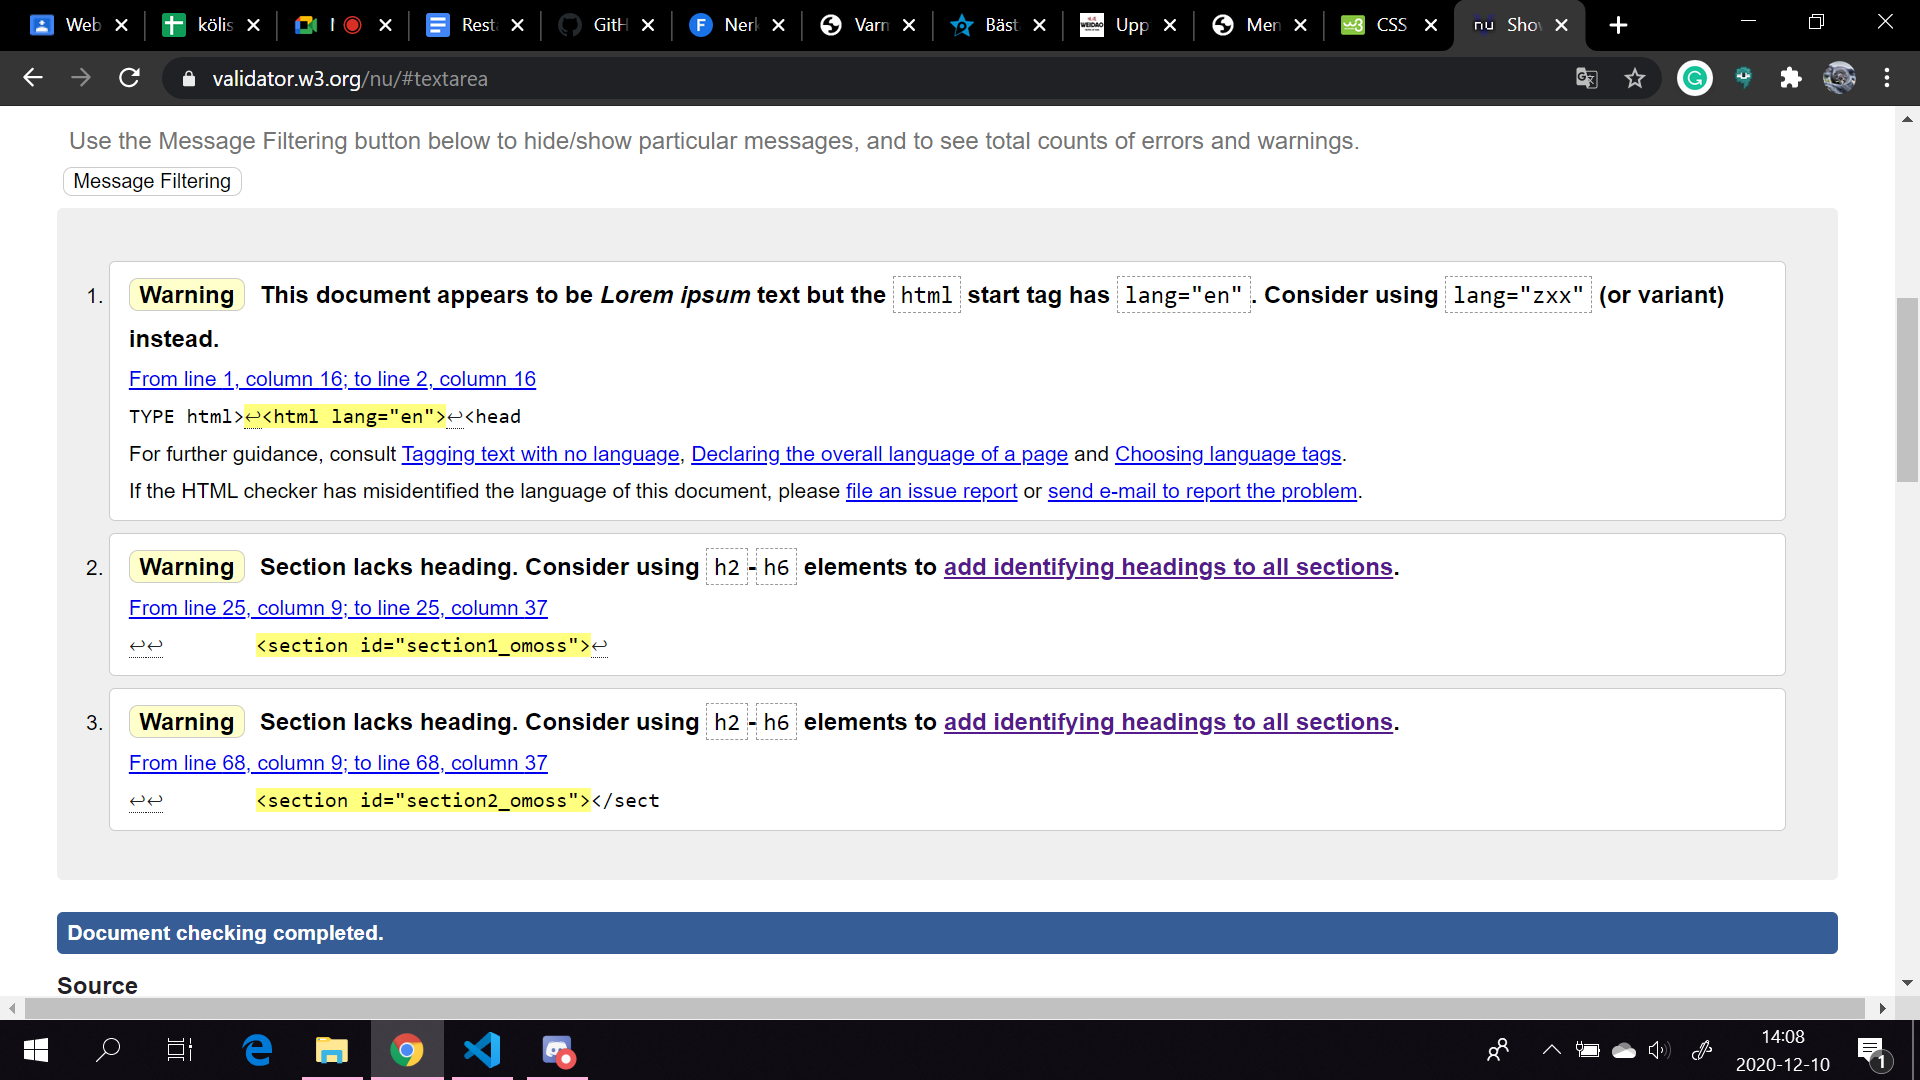 Web
kölis
Rest
GitH
Ner
Varn
Bäst
WEIDAO
Upp
Men
CSS
nu
Sho
validator.w3.org/nu/#textarea
Use the Message Filtering button below to hide/show particular messages, and to see total counts of errors and warnings.
Message Filtering
1. Warning This document appears to be Lorem ipsum text but the html start tag has lang="en". Consider using lang="zxx" (or variant)
instead.
From line 1, column 16; to line 2, column 16
TYPE html>↩<html lang="en">↩<head
For further guidance, consult Tagging text with no language, Declaring the overall language of a page and Choosing language tags.
If the HTML checker has misidentified the language of this document, please file an issue report or send e-mail to report the problem.
2. Warning Section lacks heading. Consider using h2-h6 elements to add identifying headings to all sections.
From line 25, column 9; to line 25, column 37
↩↩ <section id="section1_omoss">↩
3. Warning Section lacks heading. Consider using h2-h6 elements to add identifying headings to all sections.
From line 68, column 9; to line 68, column 37
↩↩ <section id="section2_omoss"></sect
Document checking completed.
Source
14:08
2020-12-10
1